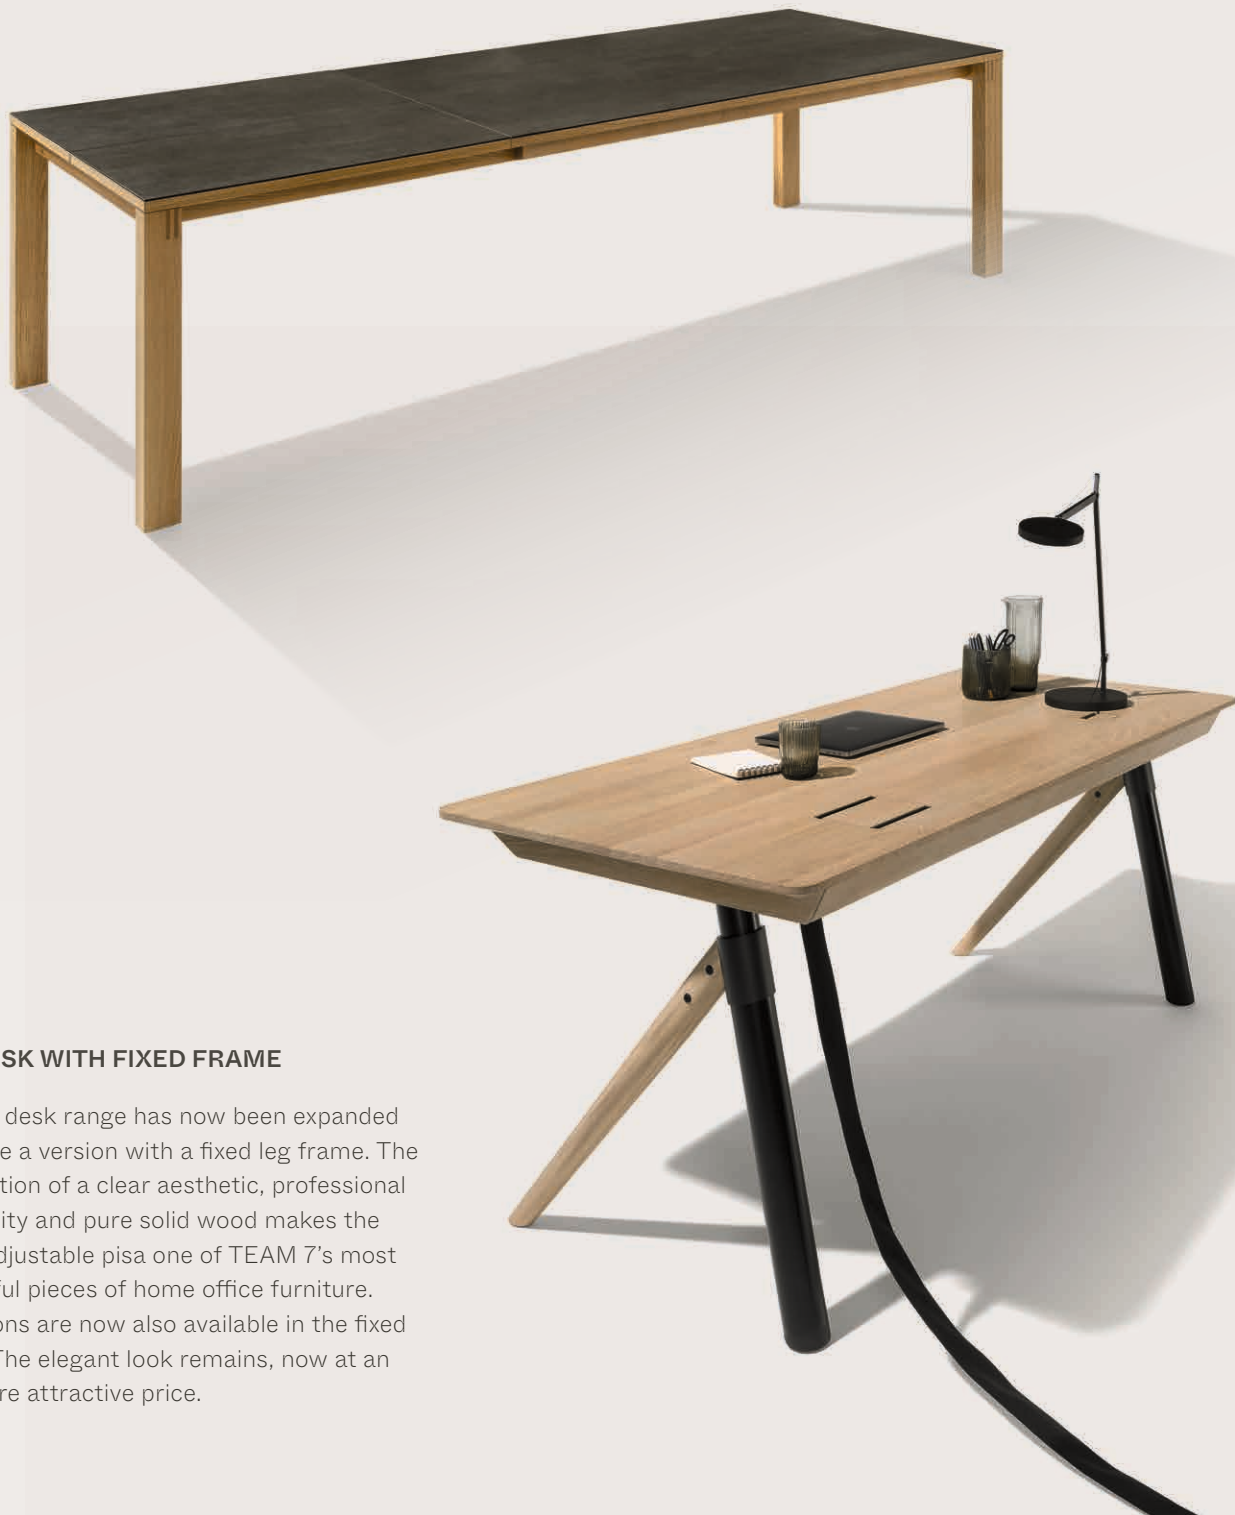 SK WITH FIXED FRAME
desk range has now been expanded
e a version with a fixed leg frame. The
tion of a clear aesthetic, professional
ity and pure solid wood makes the
djustable pisa one of TEAM 7’s most
ful pieces of home office furniture.
ons are now also available in the fixed
The elegant look remains, now at an
re attractive price.